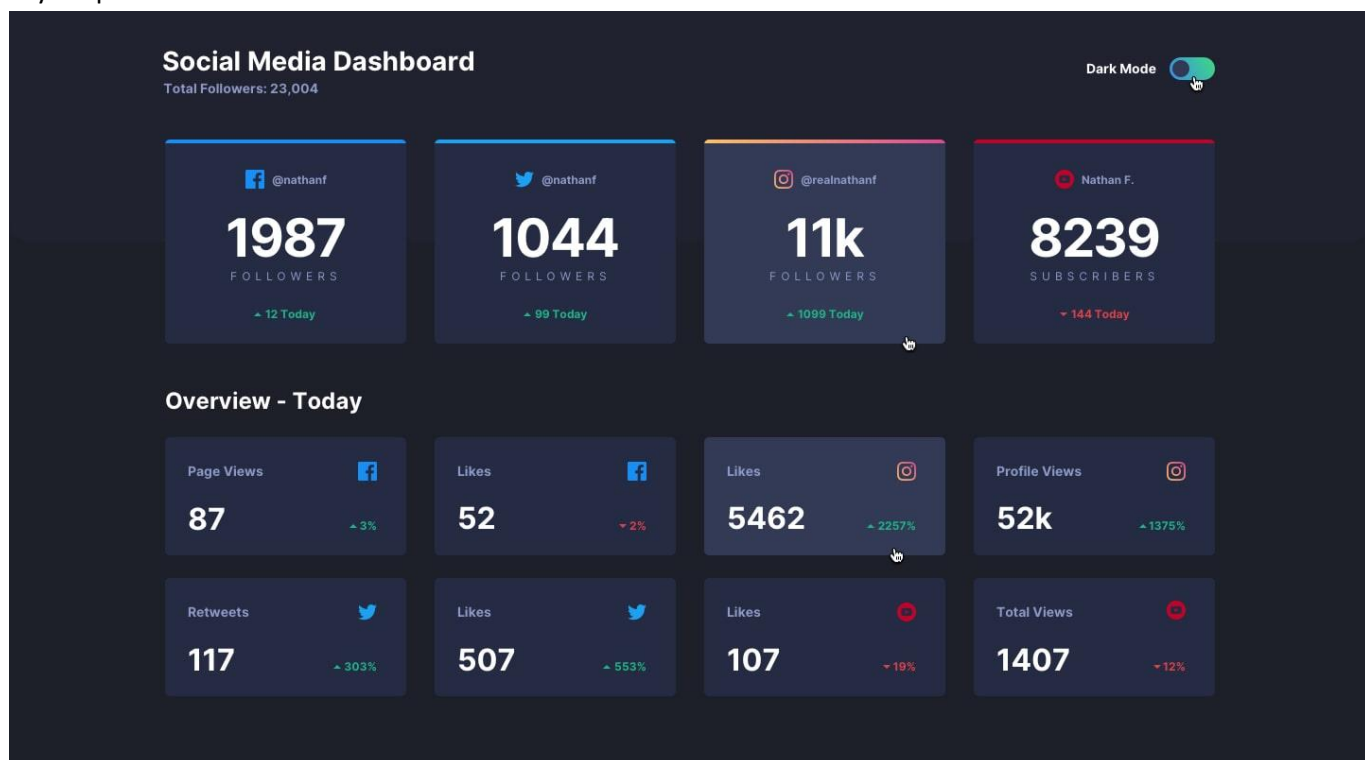 Social Media Dashboard
Total Followers: 23,004
Dark Mode
@nathanf
1987
FOLLOWERS
12 Today
@nathanf
1044
FOLLOWERS
99 Today
@realnathanf
11k
FOLLOWERS
1099 Today
Nathan F.
8239
SUBSCRIBERS
144 Today
Overview - Today
Page Views
87
3%
Likes
52
2%
Likes
5462
2257%
Profile Views
52k
1375%
Retweets
117
303%
Likes
507
553%
Likes
107
19%
Total Views
1407
12%